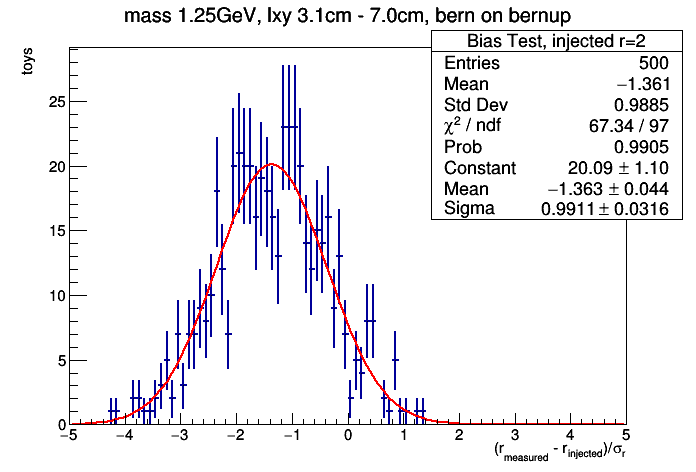 mass 1.25GeV, lxy 3.1cm - 7.0cm, bern on bernup
Bias Test, injected r=2
Entries 500
Mean −1.361
Std Dev 0.9885
χ² / ndf 67.34 / 97
Prob 0.9905
Constant 20.09 ± 1.10
Mean −1.363 ± 0.044
Sigma 0.9911 ± 0.0316
toys
25
20
15
10
5
0
−5 −4 −3 −2 −1 0 1 2 3 4 5
(r_measured - r_injected)/σ_r